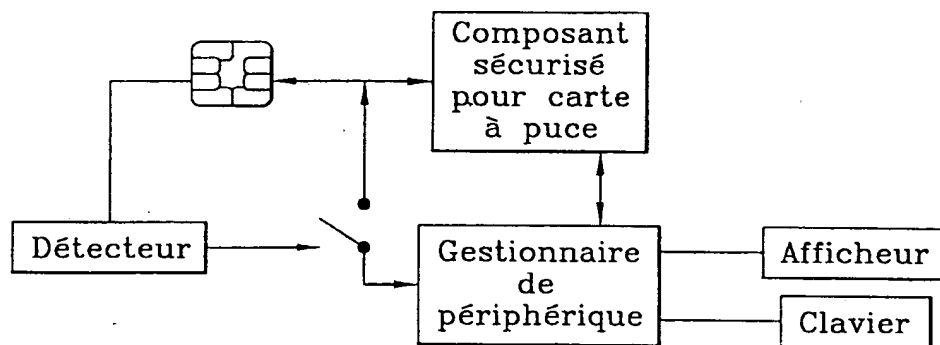 Composant
sécurisé
pour carte
à puce
Détecteur
Gestionnaire
de
périphérique
Afficheur
Clavier